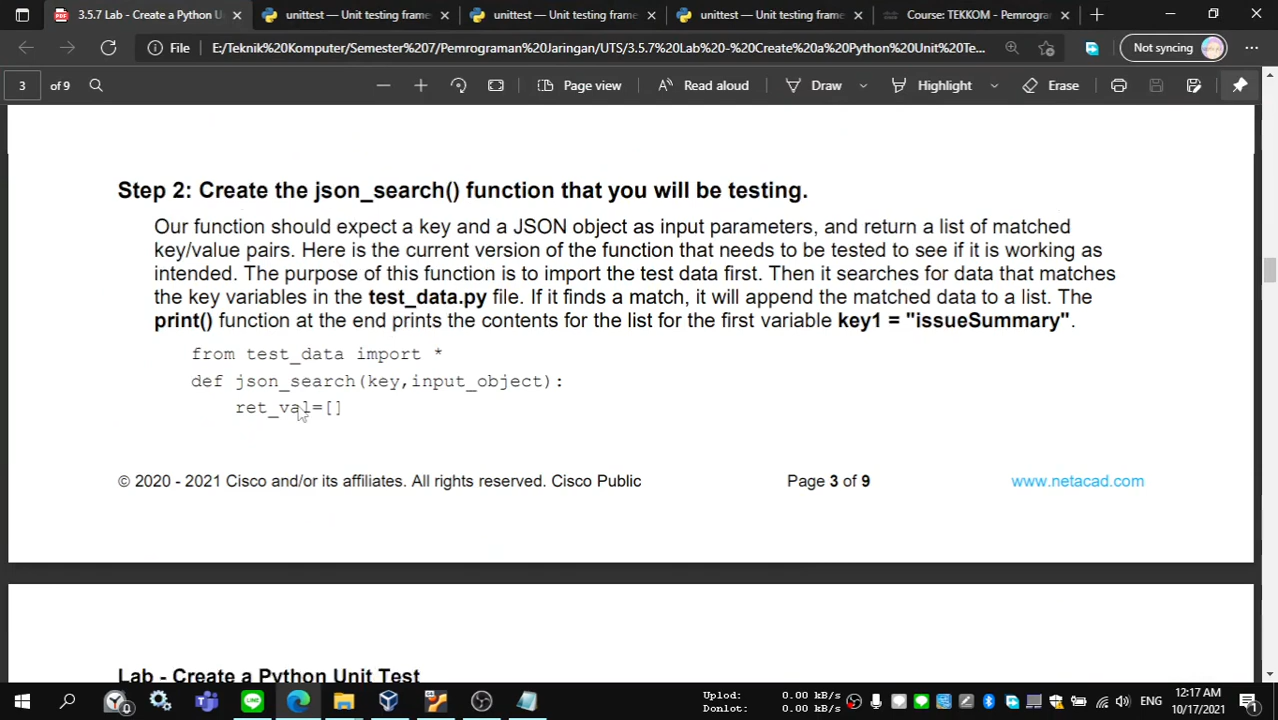 3.5.7 Lab - Create a Python U
unittest — Unit testing frame
unittest — Unit testing frame
unittest — Unit testing frame
Course: TEKKOM - Pemrogra
File
E:/Teknik%20Komputer/Semester%207/Pemrograman%20Jaringan/UTS/3.5.7%20Lab%20-%20Create%20a%20Python%20Unit%20Te...
Not syncing
3 of 9
Page view
Read aloud
Draw
Highlight
Erase
Step 2: Create the json_search() function that you will be testing.
Our function should expect a key and a JSON object as input parameters, and return a list of matched
key/value pairs. Here is the current version of the function that needs to be tested to see if it is working as
intended. The purpose of this function is to import the test data first. Then it searches for data that matches
the key variables in the test_data.py file. If it finds a match, it will append the matched data to a list. The
print() function at the end prints the contents for the list for the first variable key1 = "issueSummary".
from test_data import *
def json_search(key,input_object):
ret_val=[]
© 2020 - 2021 Cisco and/or its affiliates. All rights reserved. Cisco Public
Page 3 of 9
www.netacad.com
Lab - Create a Python Unit Test
Uplod: 0.00 kB/s
Donlot: 0.00 kB/s
ENG
12:17 AM
10/17/2021